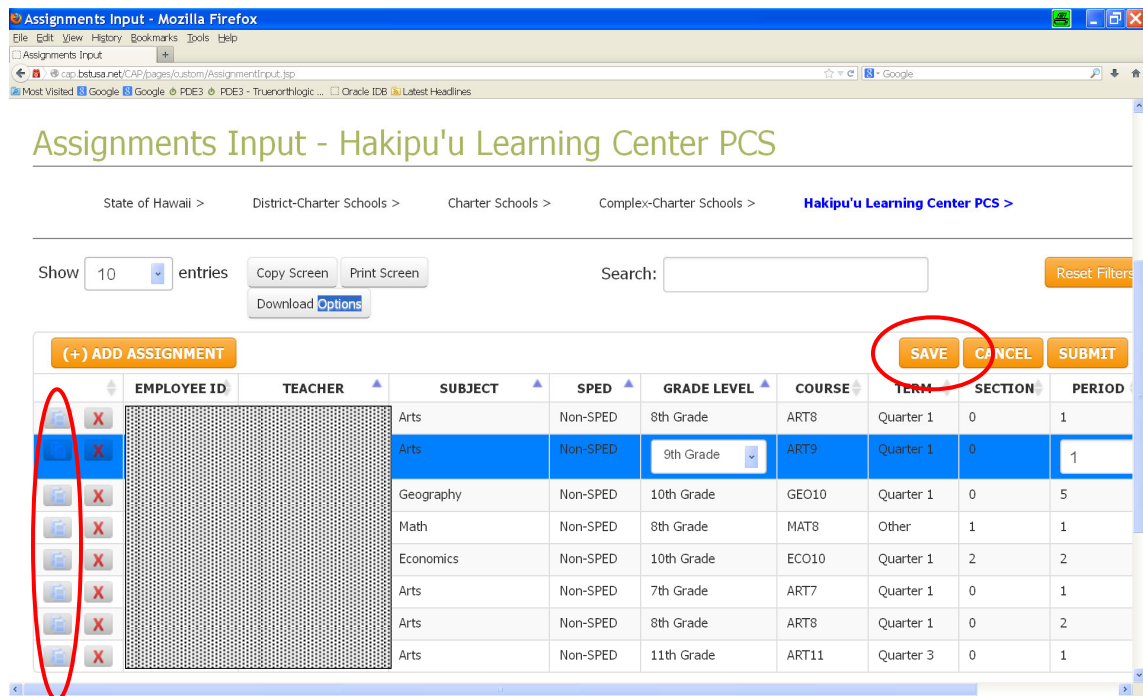 Assignments Input - Mozilla Firefox
File Edit View History Bookmarks Tools Help
Assignments Input +
cap.bstusa.net/CAP/pages/custom/AssignmentInput.jsp Google
Most Visited Google Google PDE3 PDE3 - Truenorthlogic ... Oracle IDB Latest Headlines
Assignments Input - Hakipu'u Learning Center PCS
State of Hawaii > District-Charter Schools > Charter Schools > Complex-Charter Schools > Hakipu'u Learning Center PCS >
Show 10 entries Copy Screen Print Screen Search: Reset Filters
Download Options
(+) ADD ASSIGNMENT SAVE CANCEL SUBMIT
EMPLOYEE ID TEACHER SUBJECT SPED GRADE LEVEL COURSE TERM SECTION PERIOD
X Arts Non-SPED 8th Grade ART8 Quarter 1 0 1
X Arts Non-SPED 9th Grade ART9 Quarter 1 0 1
X Geography Non-SPED 10th Grade GEO10 Quarter 1 0 5
X Math Non-SPED 8th Grade MAT8 Other 1 1
X Economics Non-SPED 10th Grade ECO10 Quarter 1 2 2
X Arts Non-SPED 7th Grade ART7 Quarter 1 0 1
X Arts Non-SPED 8th Grade ART8 Quarter 1 0 2
X Arts Non-SPED 11th Grade ART11 Quarter 3 0 1